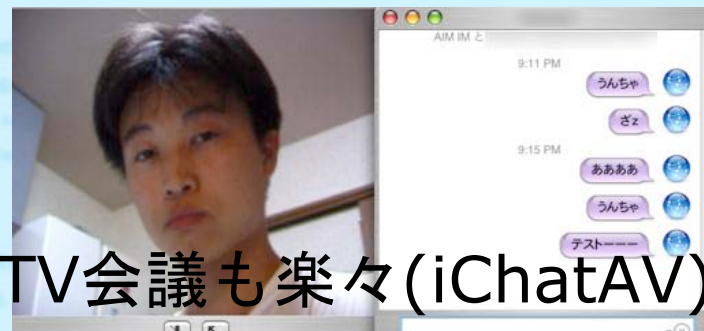 AIM IM と
9:11 PM
うんちゃ
ざz
9:15 PM
ああああ
うんちゃ
テストーーー
TV会議も楽々(iChatAV)